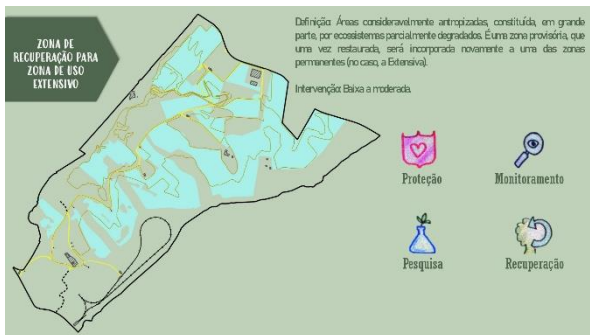 ZONA DE
RECUPERAÇÃO PARA
ZONA DE USO
EXTENSIVO
Definição: Áreas consideravelmente antropizadas, constituída, em grande
parte, por ecossistemas parcialmente degradados. É uma zona provisória, que
uma vez restaurada, será incorporada novamente a uma das zonas
permanentes (no caso, a Extensiva).
Intervenção: Baixa a moderada.
Proteção
Monitoramento
Pesquisa
Recuperação